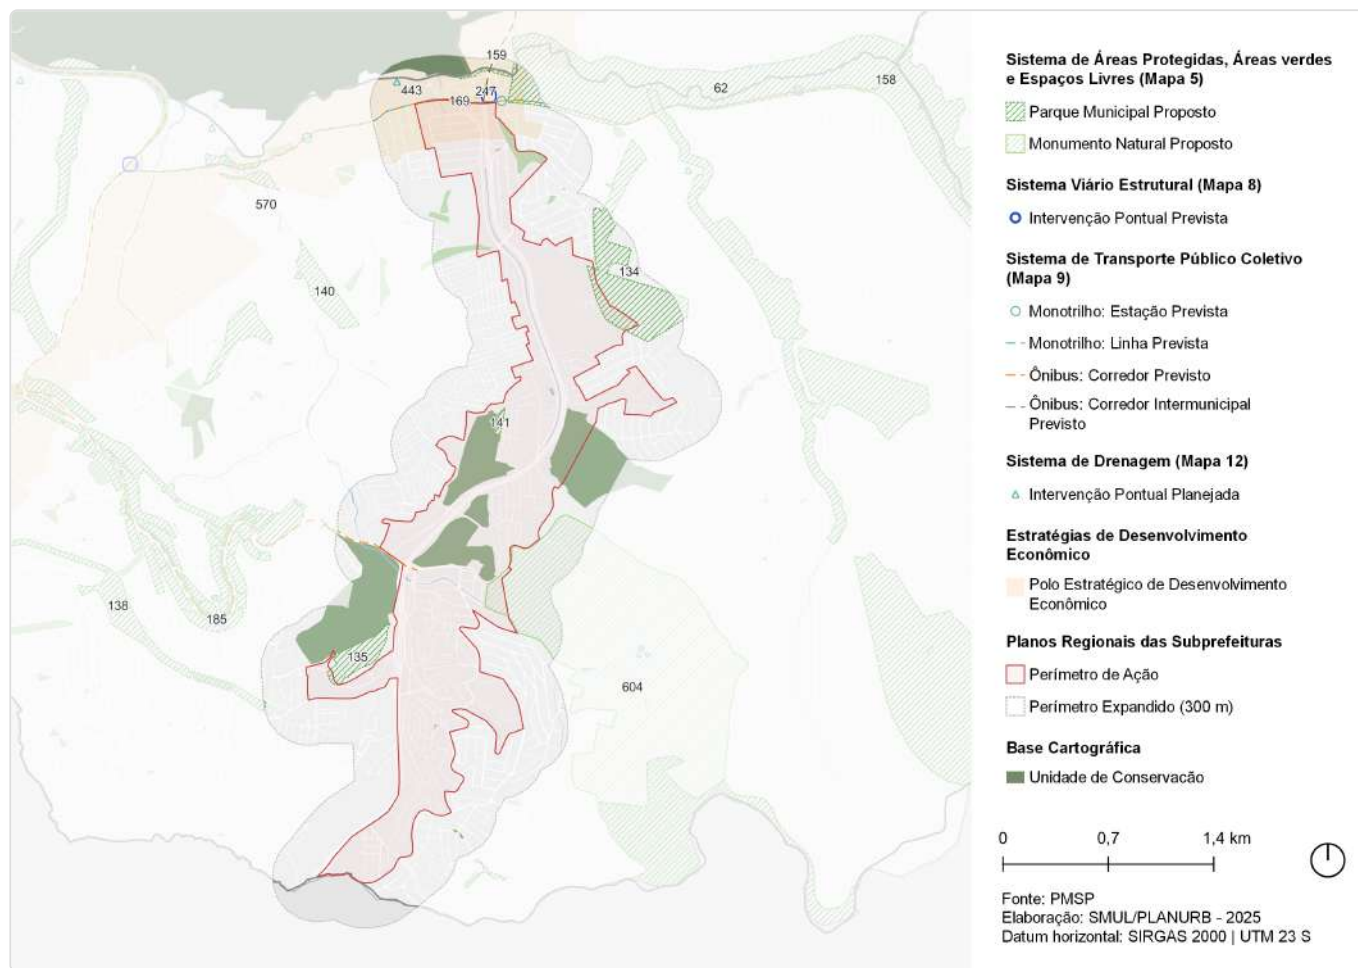 159
443
247
169
62
158
570
134
140
141
138
185
135
604
Sistema de Áreas Protegidas, Áreas verdes
e Espaços Livres (Mapa 5)
Parque Municipal Proposto
Monumento Natural Proposto
Sistema Viário Estrutural (Mapa 8)
Intervenção Pontual Prevista
Sistema de Transporte Público Coletivo
(Mapa 9)
Monotrilho: Estação Prevista
Monotrilho: Linha Prevista
Ônibus: Corredor Previsto
Ônibus: Corredor Intermunicipal
Previsto
Sistema de Drenagem (Mapa 12)
Intervenção Pontual Planejada
Estratégias de Desenvolvimento
Econômico
Polo Estratégico de Desenvolvimento
Econômico
Planos Regionais das Subprefeituras
Perímetro de Ação
Perímetro Expandido (300 m)
Base Cartográfica
Unidade de Conservacão
0 0,7 1,4 km
Fonte: PMSP
Elaboração: SMUL/PLANURB - 2025
Datum horizontal: SIRGAS 2000 | UTM 23 S